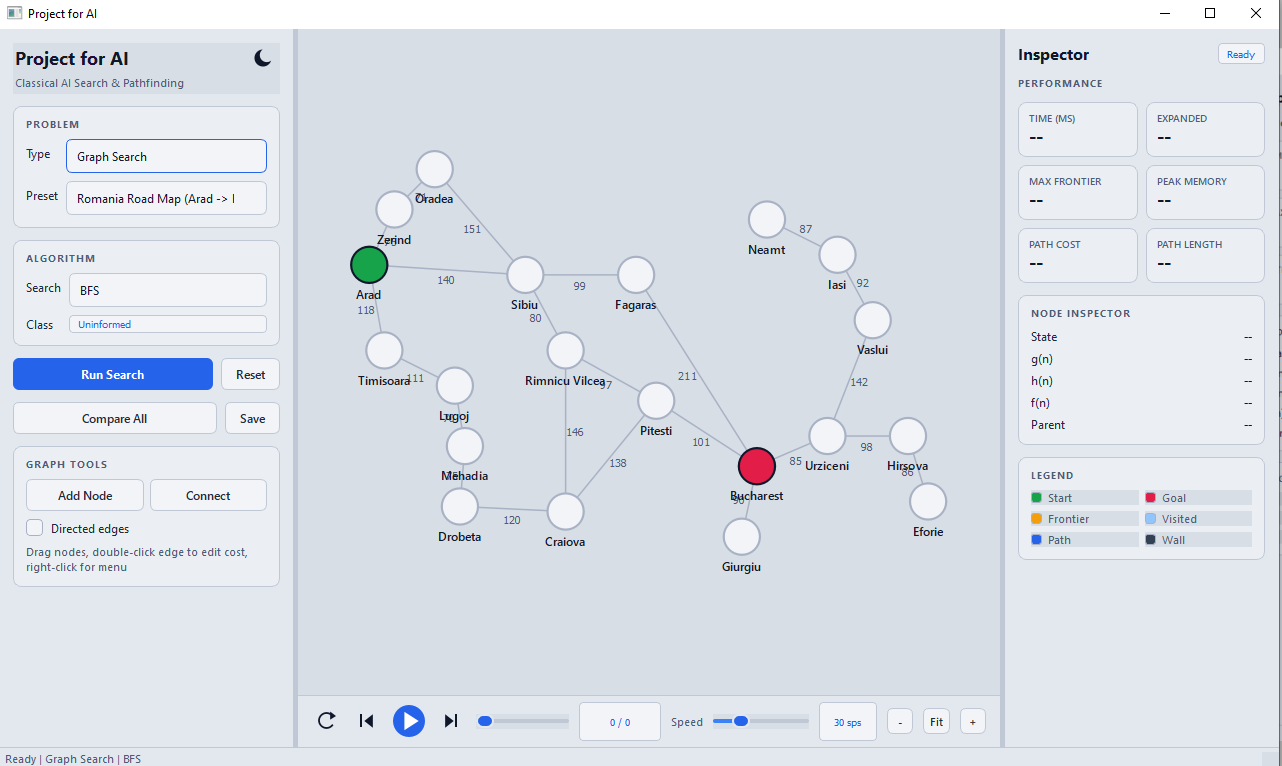 Project for AI
Project for AI
Classical AI Search & Pathfinding
PROBLEM
Type
Graph Search
Preset
Romania Road Map (Arad ->
ALGORITHM
Search
BFS
Class
Uninformed
Run Search
Reset
Compare All
Save
GRAPH TOOLS
Add Node
Connect
Directed edges
Drag nodes, double-click edge to edit cost,
right-click for menu
Oradea
Zerind
151
Arad
140
118
Sibiu
99
Fagaras
80
Timisoara
111
Rimnicu Vilcea
97
211
Lugoj
Pitesti
146
101
138
Mehadia
Drobeta
120
Craiova
Neamt
87
Iasi
92
Vaslui
142
Bucharest
85
Urziceni
98
Hirsova
86
Eforie
90
Giurgiu
0 / 0
Speed
30 sps
-
Fit
+
Inspector
Ready
PERFORMANCE
TIME (MS)
--
EXPANDED
--
MAX FRONTIER
--
PEAK MEMORY
--
PATH COST
--
PATH LENGTH
--
NODE INSPECTOR
State --
g(n) --
h(n) --
f(n) --
Parent --
LEGEND
Start
Goal
Frontier
Visited
Path
Wall
Ready | Graph Search | BFS